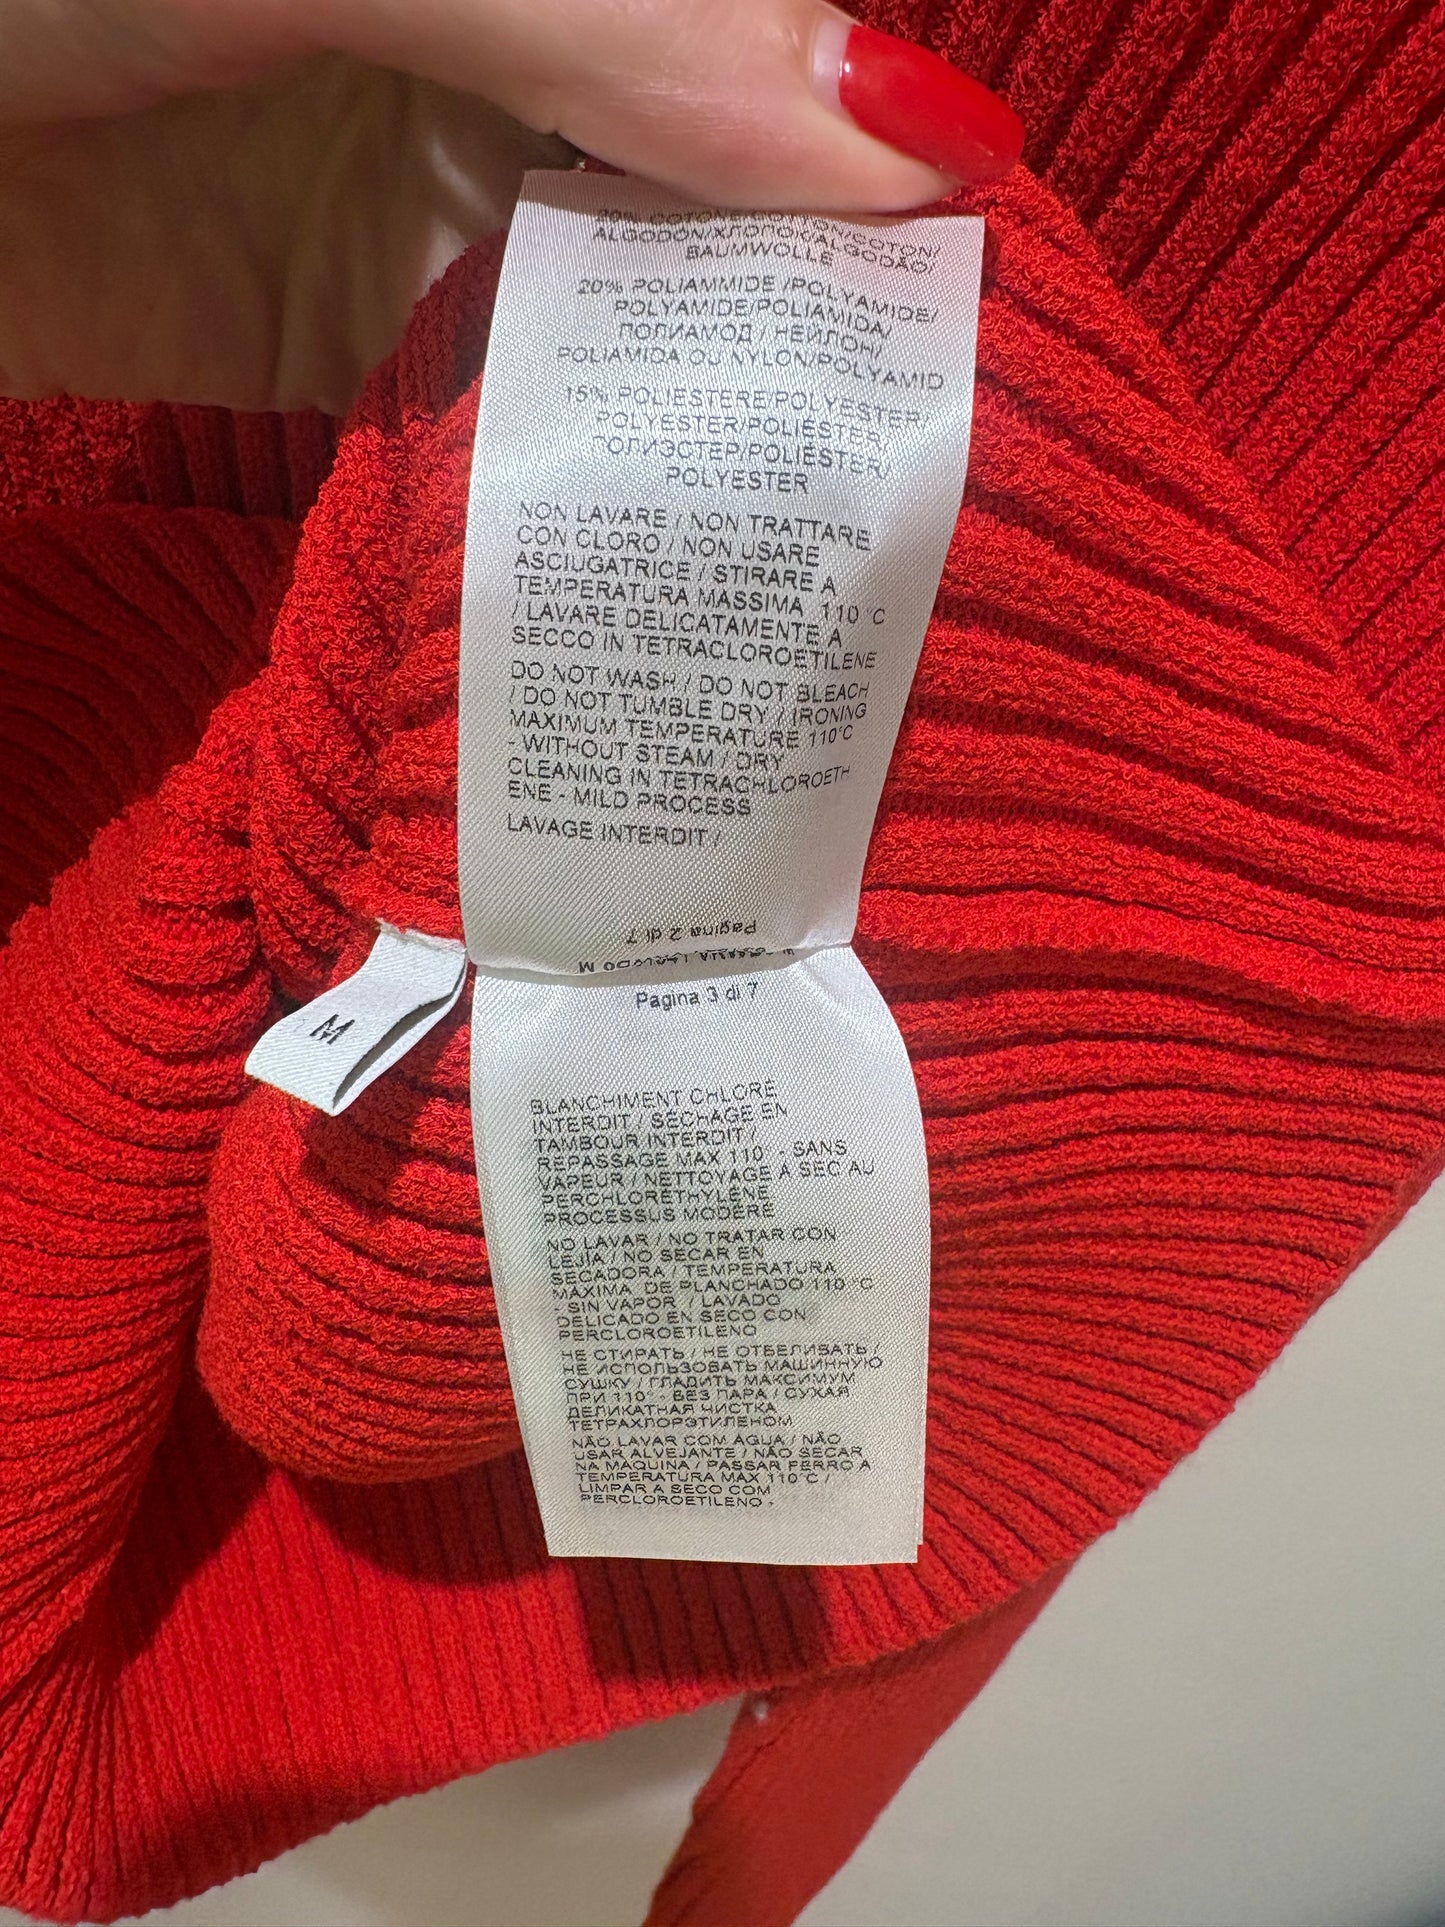 20% COTONE/COTTON/COTON/
ALGODÓN/ХЛОПОК/ALGODÃO/
BAUMWOLLE
20% POLIAMMIDE /POLYAMIDE/
POLYAMIDE/POLIAMIDA/
ПОЛИАМОД / НЕЙЛОН/
POLIAMIDA OU NYLON/POLYAMID
15% POLIESTERE/POLYESTER/
POLYESTER/POLIÉSTER/
ПОЛИЭСТЕР/POLIÉSTER/
POLYESTER
NON LAVARE / NON TRATTARE
CON CLORO / NON USARE
ASCIUGATRICE / STIRARE A
TEMPERATURA MASSIMA 110°C
/ LAVARE DELICATAMENTE A
SECCO IN TETRACLOROETILENE
DO NOT WASH / DO NOT BLEACH
/ DO NOT TUMBLE DRY / IRONING
MAXIMUM TEMPERATURE 110°C
- WITHOUT STEAM / DRY
CLEANING IN TETRACHLOROETH
ENE - MILD PROCESS
LAVAGE INTERDIT /
Pagina 2 di 7
M
Pagina 3 di 7
M
BLANCHIMENT CHLORE
INTERDIT / SÉCHAGE EN
TAMBOUR INTERDIT /
REPASSAGE MAX 110° - SANS
VAPEUR / NETTOYAGE À SEC AU
PERCHLORÉTHYLÈNE
PROCESSUS MODÉRÉ
NO LAVAR / NO TRATAR CON
LEJÍA / NO SECAR EN
SECADORA / TEMPERATURA
MÁXIMA DE PLANCHADO 110°C
- SIN VAPOR / LAVADO
DELICADO EN SECO CON
PERCLOROETILENO
НЕ СТИРАТЬ / НЕ ОТБЕЛИВАТЬ /
НЕ ИСПОЛЬЗОВАТЬ МАШИННУЮ
СУШКУ / ГЛАДИТЬ МАКСИМУМ
ПРИ 110° - БЕЗ ПАРА / СУХАЯ
ДЕЛИКАТНАЯ ЧИСТКА
ТЕТРАХЛОРЭТИЛЕНОМ
NÃO LAVAR COM AGUA / NÃO
USAR ALVEJANTE / NÃO SECAR
NA MAQUINA / PASSAR FERRO A
TEMPERATURA MAX 110°C /
LIMPAR A SECO COM
PERCLOROETILENO -